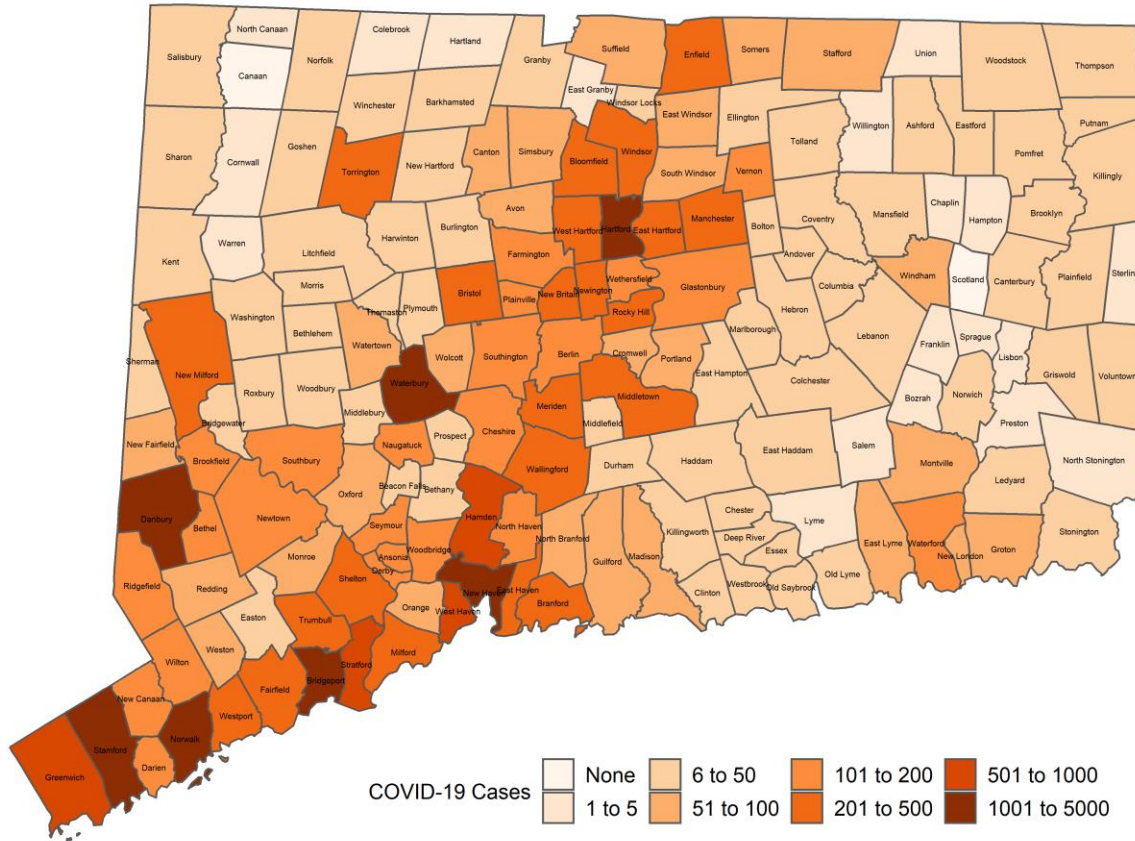 North Canaan
Colebrook
Hartland
Suffield
Enfield
Somers
Stafford
Union
Woodstock
Thompson
Salisbury
Canaan
Norfolk
Granby
East Granby
Windsor Locks
Winchester
Barkhamsted
East Windsor
Ellington
Willington
Ashford
Eastford
Putnam
Sharon
Cornwall
Goshen
Torrington
New Hartford
Canton
Simsbury
Bloomfield
Windsor
South Windsor
Vernon
Tolland
Pomfret
Killingly
Kent
Warren
Litchfield
Harwinton
Burlington
Avon
West Hartford
Hartford
East Hartford
Manchester
Bolton
Coventry
Mansfield
Chaplin
Hampton
Brooklyn
Farmington
Wethersfield
Glastonbury
Andover
Columbia
Windham
Scotland
Canterbury
Plainfield
Sterlin
Morris
Washington
Bethlehem
Thomaston
Plymouth
Bristol
Plainville
New Britain
Newington
Rocky Hill
Marlborough
Hebron
Lebanon
Franklin
Sprague
Lisbon
Griswold
Voluntown
Sherman
New Milford
Roxbury
Woodbury
Watertown
Wolcott
Waterbury
Southington
Berlin
Cromwell
Portland
East Hampton
Colchester
Bozrah
Norwich
Preston
Bridgewater
Middlebury
Naugatuck
Prospect
Cheshire
Meriden
Middlefield
Middletown
New Fairfield
Brookfield
Southbury
Oxford
Beacon Falls
Bethany
Wallingford
Durham
Haddam
East Haddam
Salem
Montville
North Stonington
Ledyard
Danbury
Bethel
Newtown
Seymour
Woodbridge
Hamden
North Haven
North Branford
Guilford
Madison
Killingworth
Chester
Deep River
Essex
Lyme
East Lyme
Waterford
New London
Groton
Stonington
Ridgefield
Redding
Monroe
Ansonia
Derby
Shelton
Orange
West Haven
New Haven
East Haven
Branford
Clinton
Westbrook
Old Saybrook
Old Lyme
Easton
Weston
Wilton
Trumbull
Stratford
Milford
Bridgeport
Fairfield
Westport
New Canaan
Norwalk
Darien
Stamford
Greenwich
COVID-19 Cases
None
6 to 50
101 to 200
501 to 1000
1 to 5
51 to 100
201 to 500
1001 to 5000